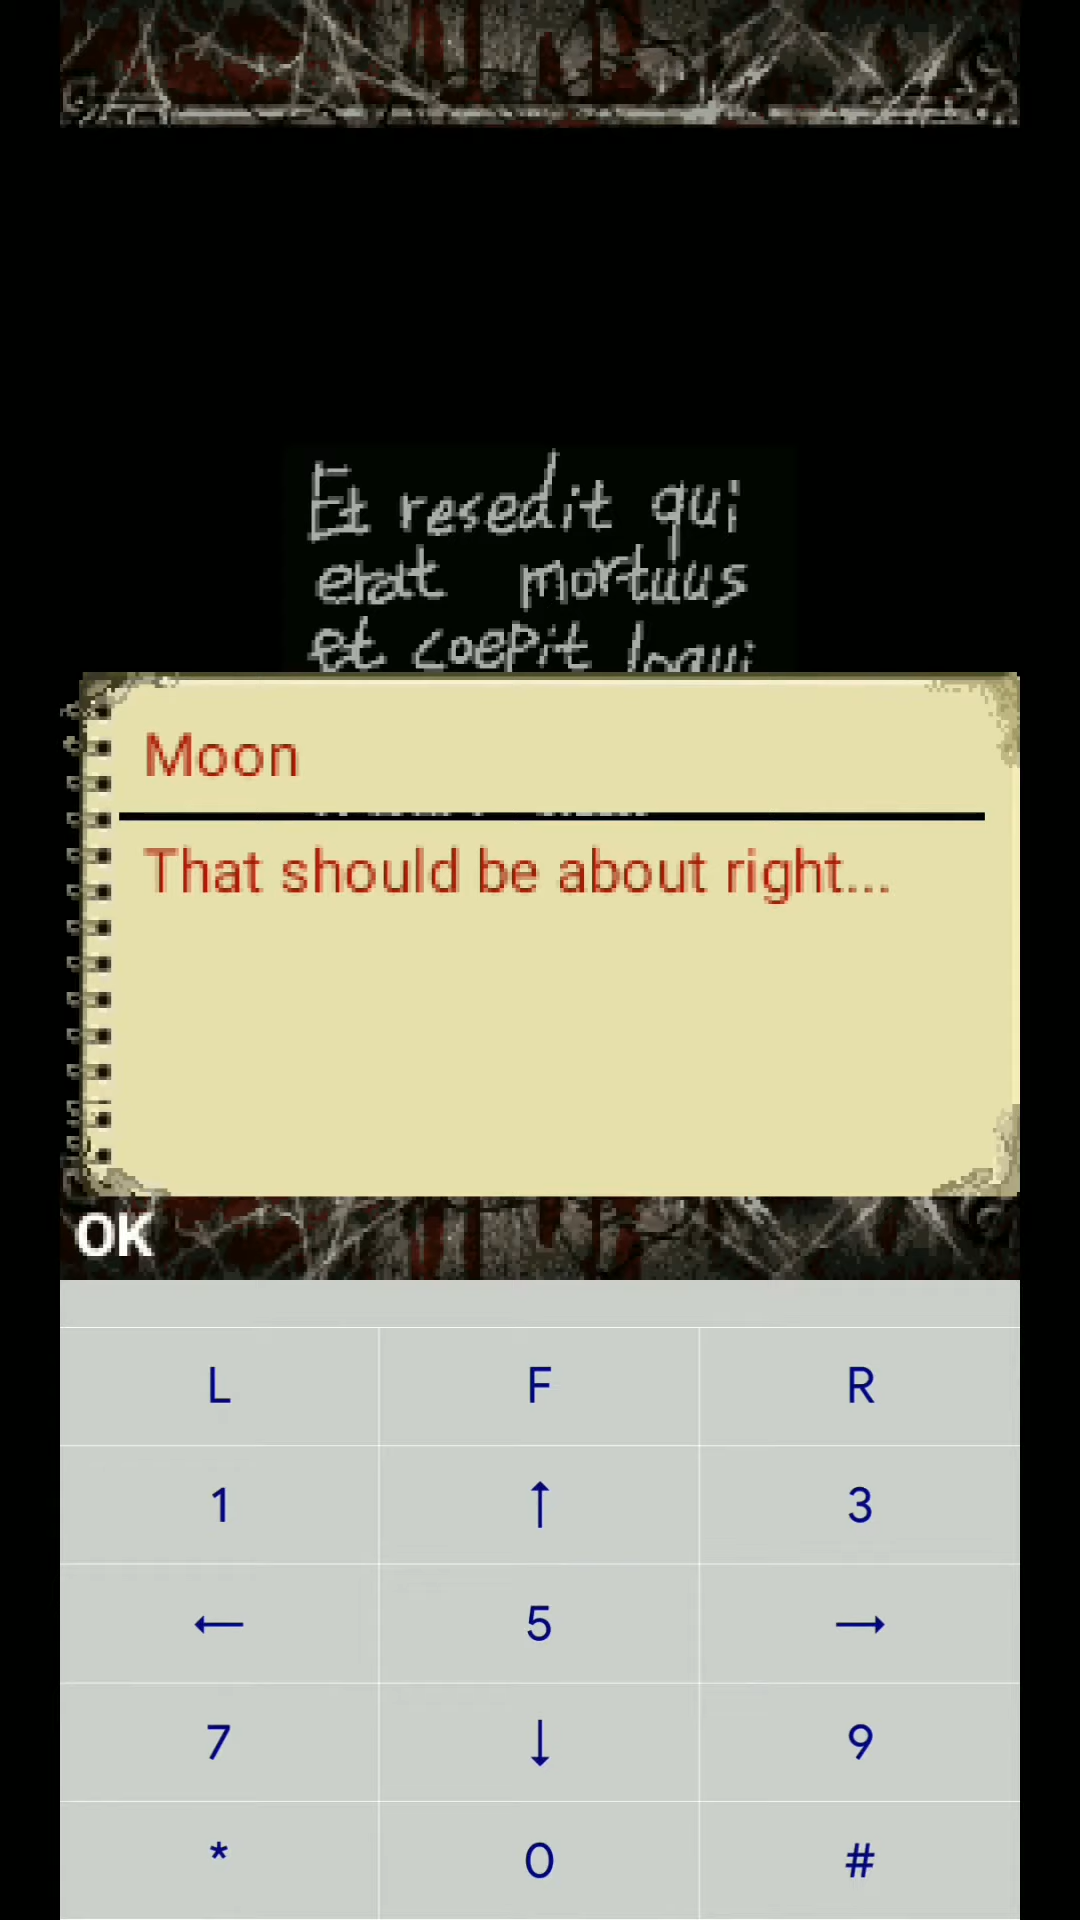 Et resedit qui
erat mortuus
et coepit loqui
Moon
That should be about right...
OK
L F R
1 ↑ 3
← 5 →
7 ↓ 9
* 0 #